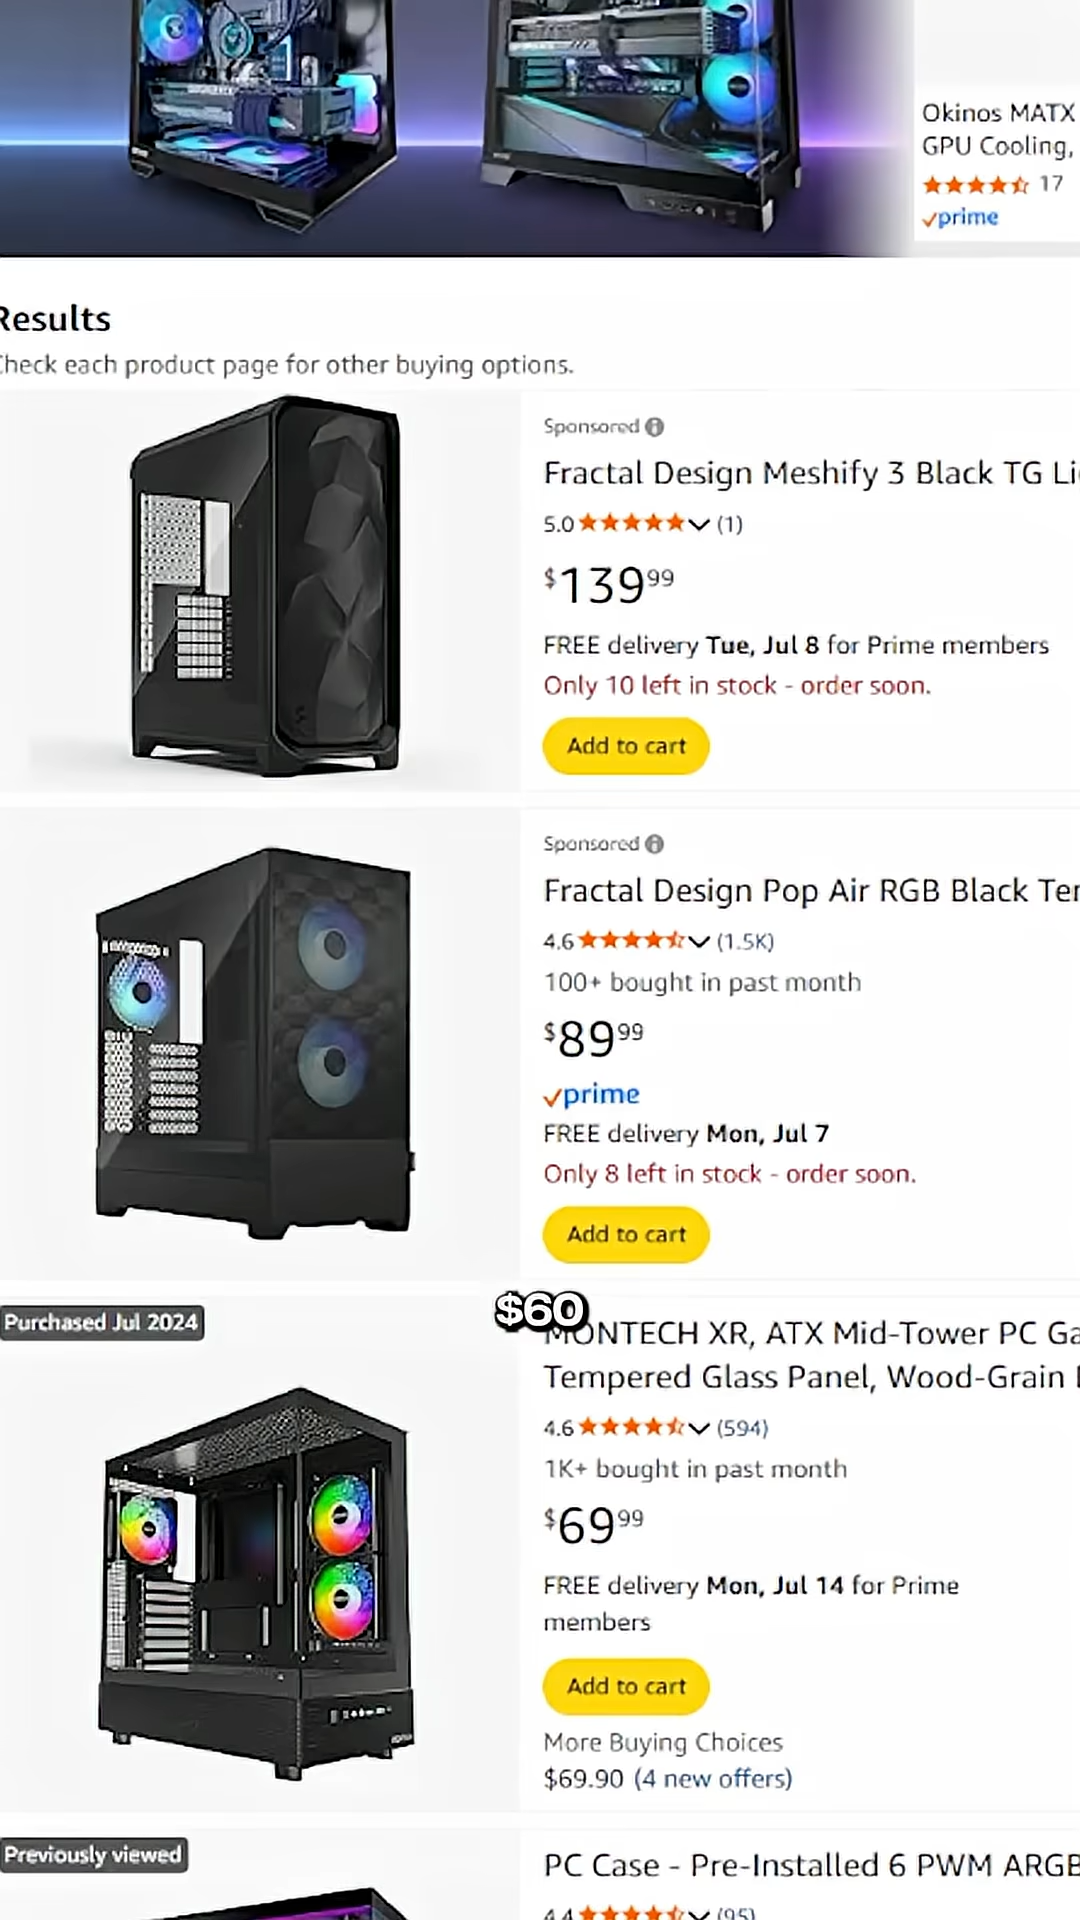 Okinos MATX
GPU Cooling,
17
prime
Results
Check each product page for other buying options.
Sponsored
Fractal Design Meshify 3 Black TG Li
5.0 (1)
$139.99
FREE delivery Tue, Jul 8 for Prime members
Only 10 left in stock - order soon.
Add to cart
Sponsored
Fractal Design Pop Air RGB Black Ter
4.6 (1.5K)
100+ bought in past month
$89.99
prime
FREE delivery Mon, Jul 7
Only 8 left in stock - order soon.
Add to cart
Purchased Jul 2024
$60
MONTECH XR, ATX Mid-Tower PC Ga
Tempered Glass Panel, Wood-Grain
4.6 (594)
1K+ bought in past month
$69.99
FREE delivery Mon, Jul 14 for Prime
members
Add to cart
More Buying Choices
$69.90 (4 new offers)
Previously viewed
PC Case - Pre-Installed 6 PWM ARGB
4.4 (95)